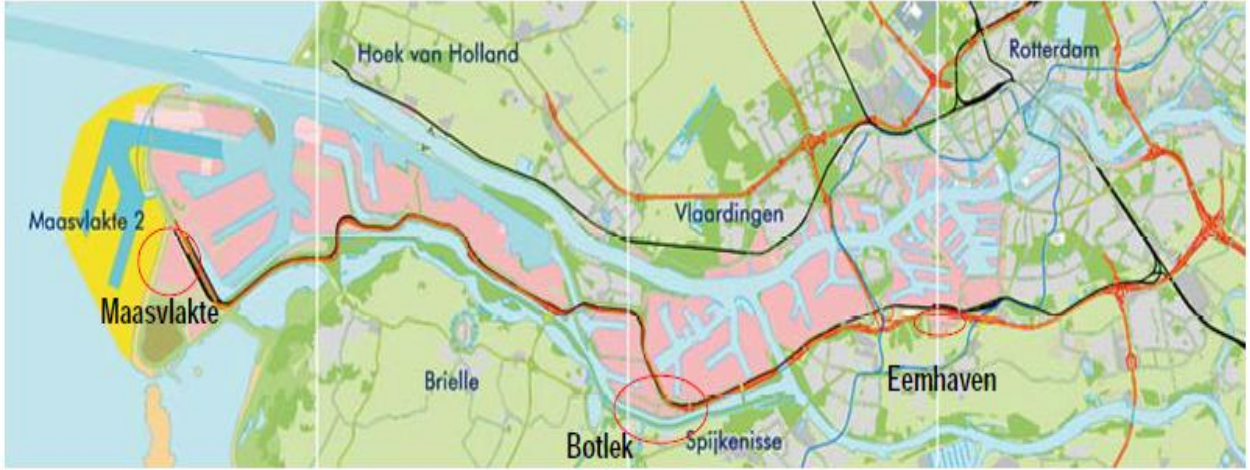 Hoek van Holland
Rotterdam
Maasvlakte 2
Vlaardingen
Maasvlakte
Brielle
Eemhaven
Botlek
Spijkenisse